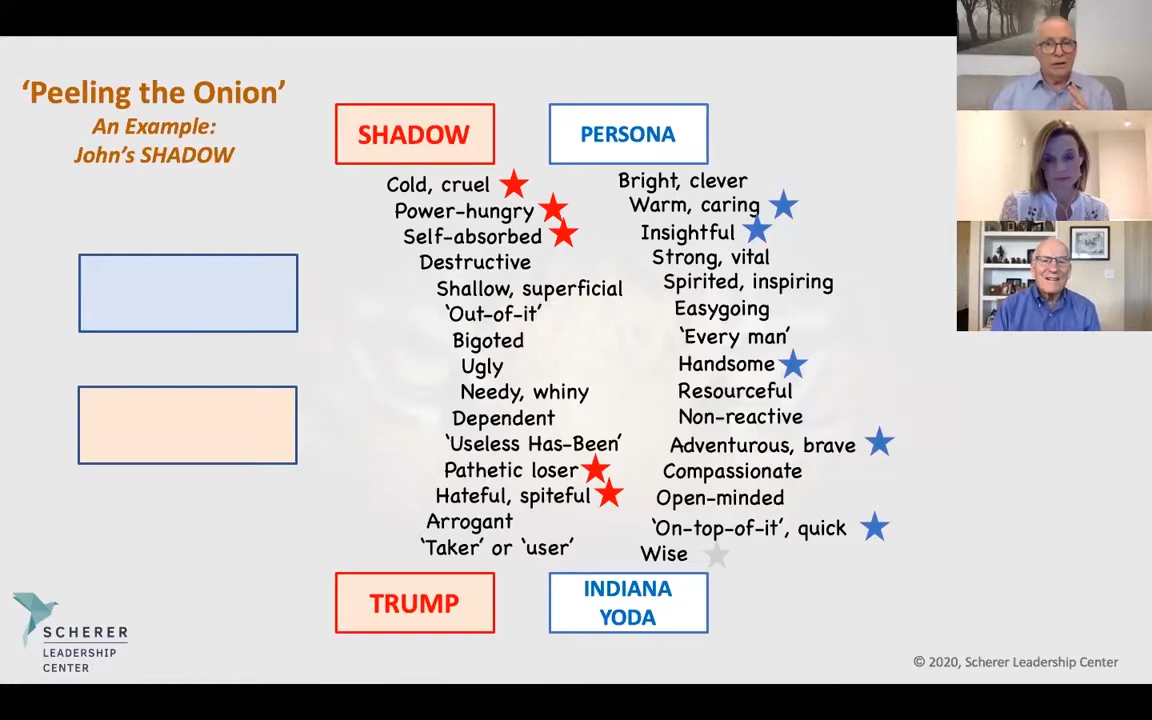 ‘Peeling the Onion’
An Example:
John’s SHADOW
SHADOW
Cold, cruel
Power-hungry
Self-absorbed
Destructive
Shallow, superficial
‘Out-of-it’
Bigoted
Ugly
Needy, whiny
Dependent
‘Useless Has-Been’
Pathetic loser
Hateful, spiteful
Arrogant
‘Taker’ or ‘user’
TRUMP
PERSONA
Bright, clever
Warm, caring
Insightful
Strong, vital
Spirited, inspiring
Easygoing
‘Every man’
Handsome
Resourceful
Non-reactive
Adventurous, brave
Compassionate
Open-minded
‘On-top-of-it’, quick
Wise
INDIANA
YODA
SCHERER
LEADERSHIP
CENTER
© 2020, Scherer Leadership Center